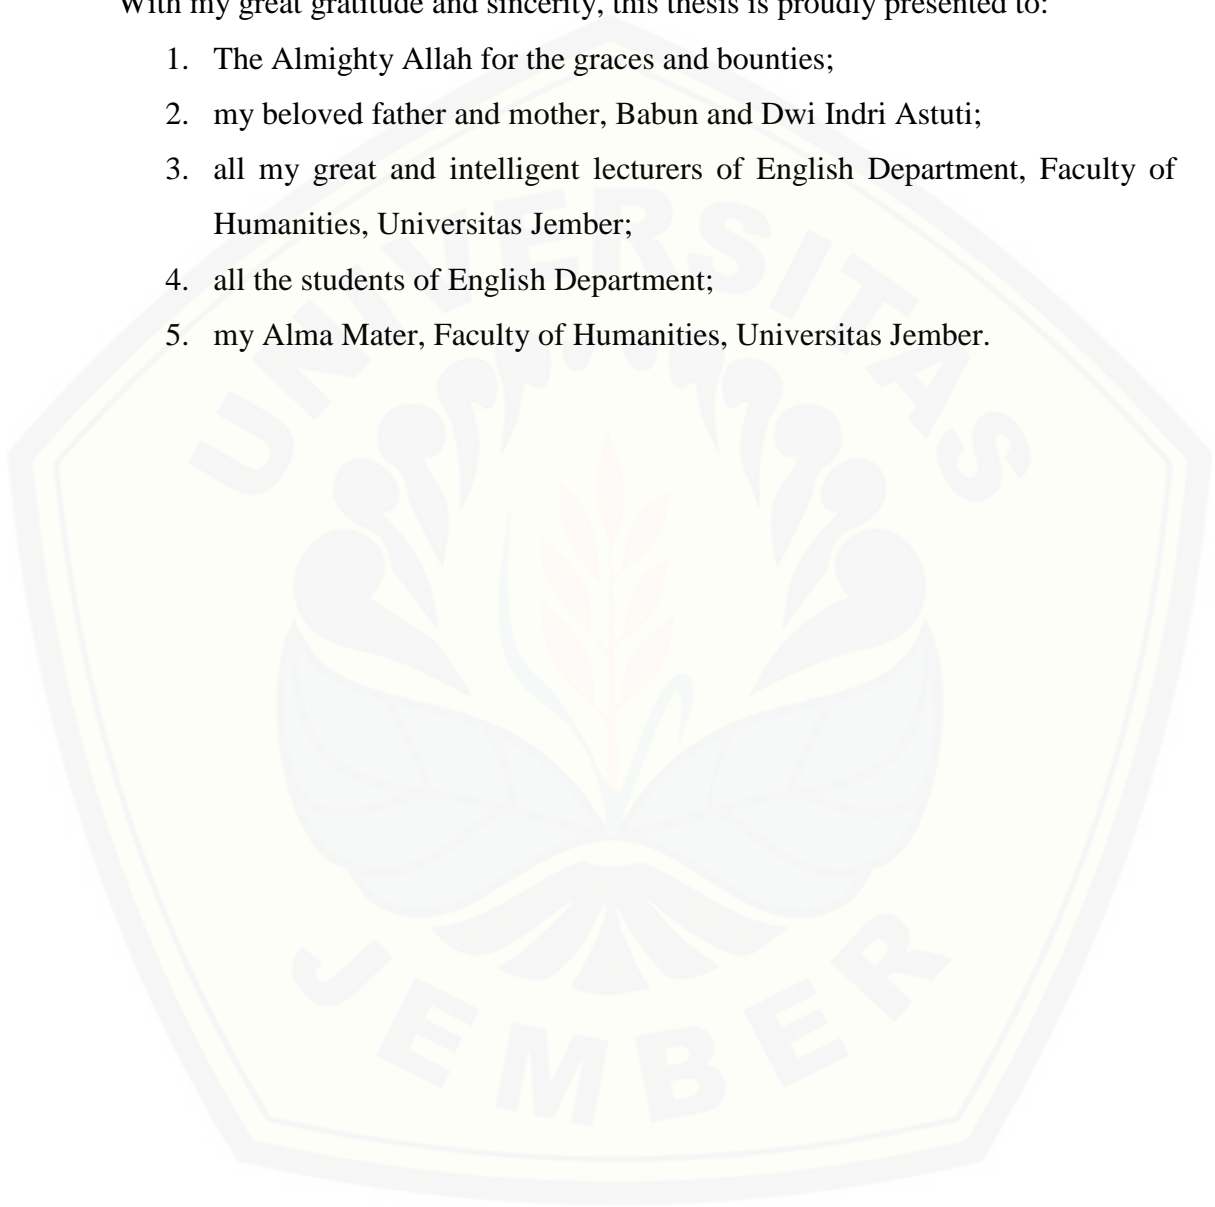 With my great gratitude and sincerity, this thesis is proudly presented to:
1. The Almighty Allah for the graces and bounties;
2. my beloved father and mother, Babun and Dwi Indri Astuti;
3. all my great and intelligent lecturers of English Department, Faculty of
Humanities, Universitas Jember;
4. all the students of English Department;
5. my Alma Mater, Faculty of Humanities, Universitas Jember.
UNIVERSITAS
JEMBER